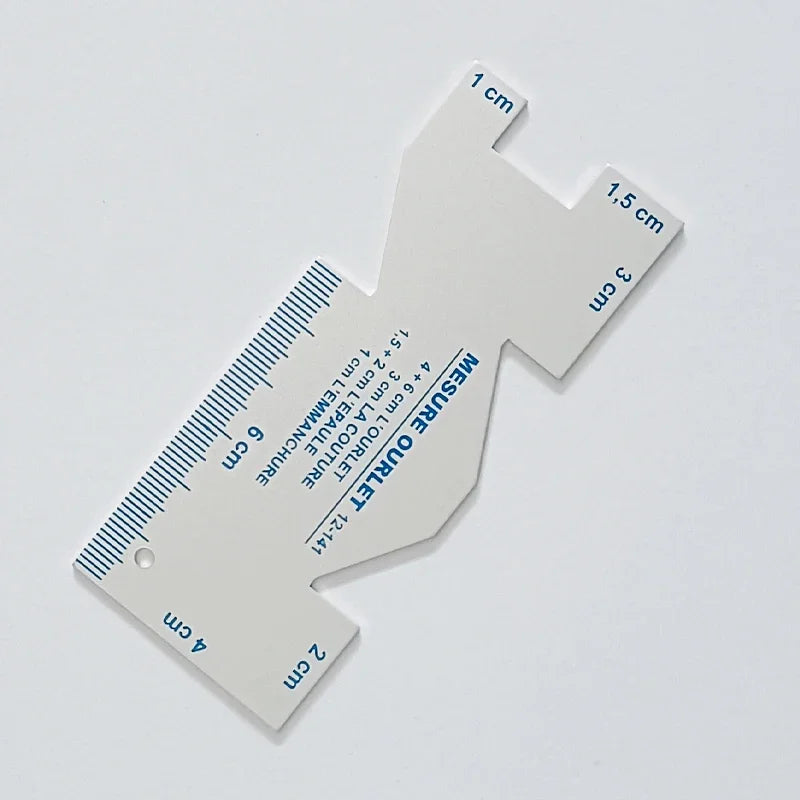 1 cm
1,5 cm
3 cm
MESURE OURLET 12-141
4 + 6 cm L'OURLET
3 cm LA COUTURE
1,5 + 2 cm L'EPAULE
1 cm L'EMMANCHURE
6 cm
4 cm
2 cm